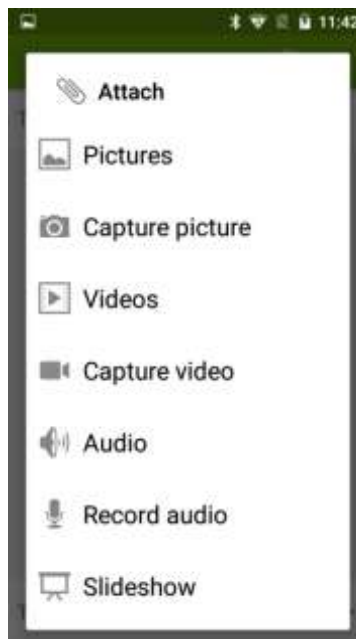 11:42
Attach
Pictures
Capture picture
Videos
Capture video
Audio
Record audio
Slideshow